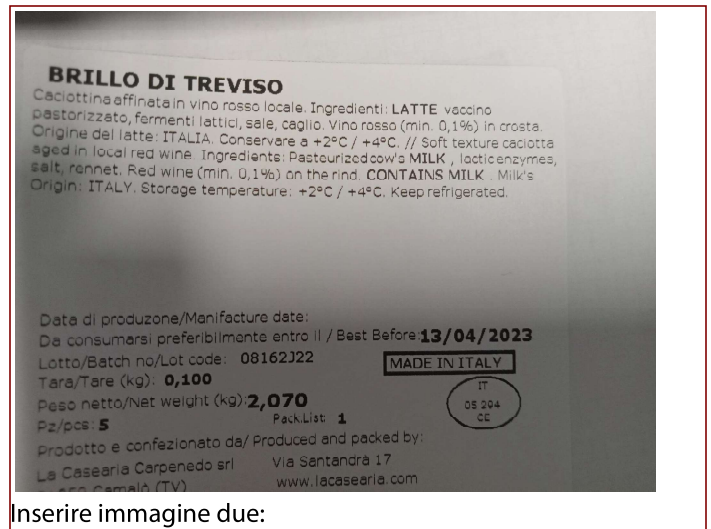 BRILLO DI TREVISO
Caciottina affinata in vino rosso locale. Ingredienti: LATTE vaccino
pastorizzato, fermenti lattici, sale, caglio. Vino rosso (min. 0,1%) in crosta.
Origine del latte: ITALIA. Conservare a +2°C / +4°C. // Soft texture caciotta
aged in local red wine. Ingredients: Pasteurized cow's MILK , lactic enzymes,
salt, rennet. Red wine (min. 0,1%) on the rind. CONTAINS MILK . Milk's
Origin: ITALY. Storage temperature: +2°C / +4°C. Keep refrigerated.
Data di produzone/Manifacture date:
Da consumarsi preferibilmente entro il / Best Before:13/04/2023
Lotto/Batch no/Lot code: 08162J22
MADE IN ITALY
Tara/Tare (kg): 0,100
Peso netto/Net weight (kg):2,070
IT
05 204
CE
Pz/pcs: 5 Pack.List: 1
Prodotto e confezionato da/ Produced and packed by:
La Casearia Carpenedo srl Via Santandrà 17
Camalò (TV) www.lacasearia.com
Inserire immagine due: